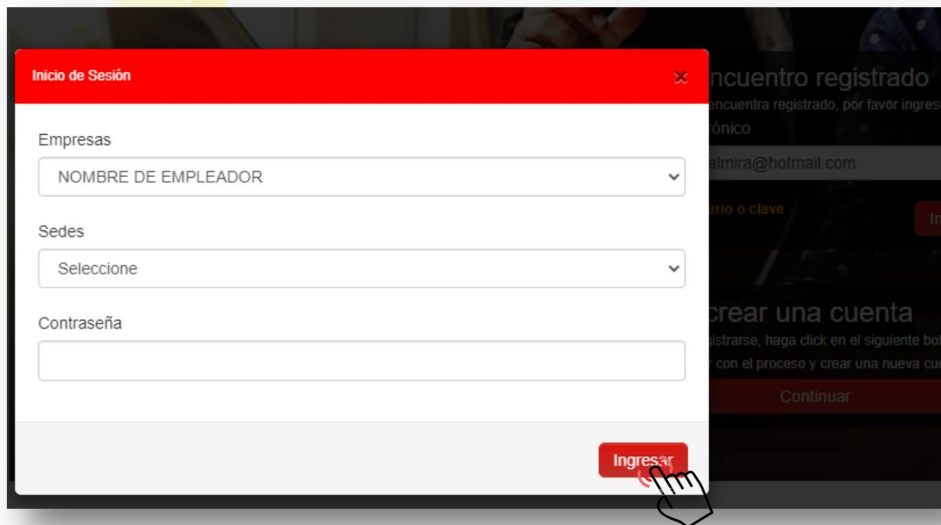 Inicio de Sesión
×
Empresas
NOMBRE DE EMPLEADOR
Sedes
Seleccione
Contraseña
Ingresar
ncuentro registrado
encuentra registrado, por favor ingres
ónico
almira@hotmail.com
ario o clave
In
crear una cuenta
istrarse, haga click en el siguiente bo
con el proceso y crear una nueva cu
Continuar